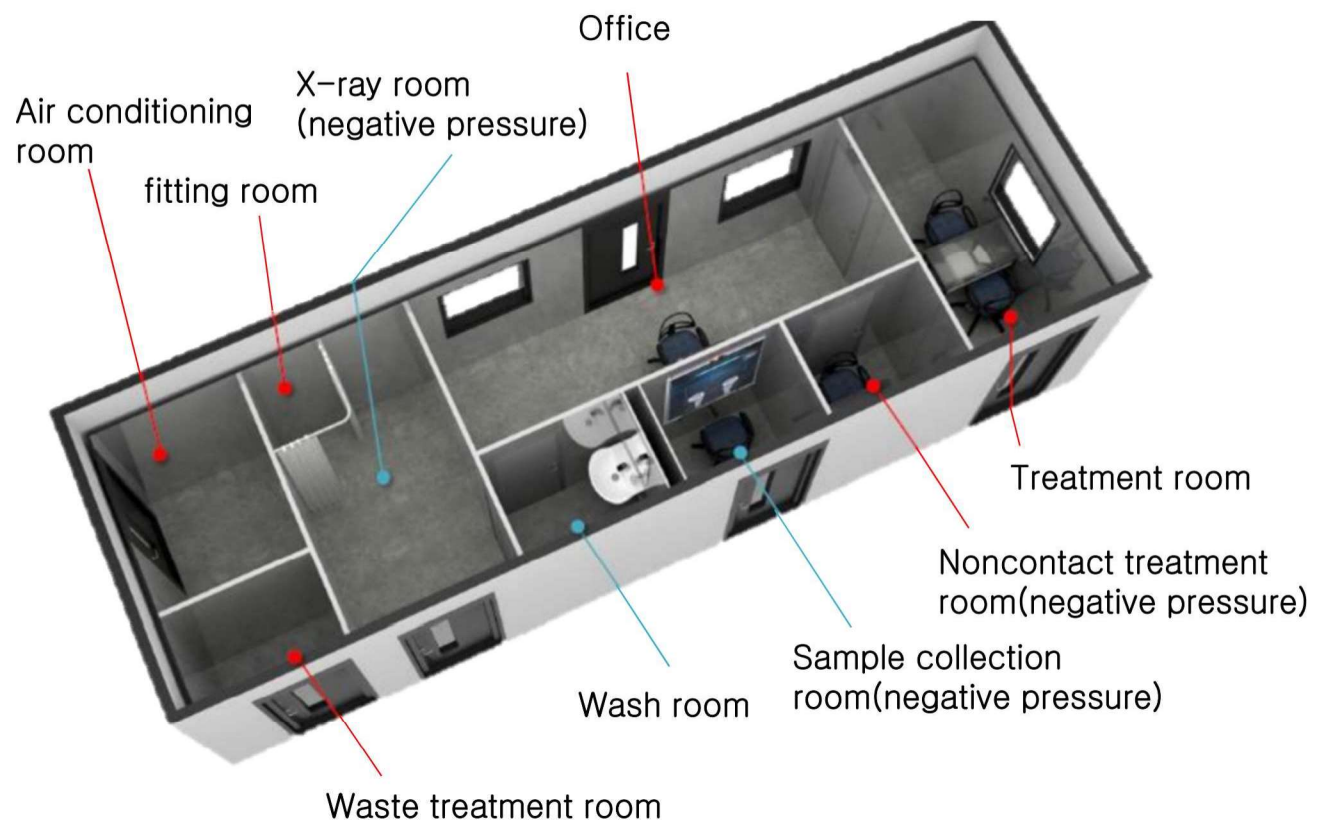 Office
X-ray room
(negative pressure)
Air conditioning
room
fitting room
Treatment room
Noncontact treatment
room(negative pressure)
Sample collection
room(negative pressure)
Wash room
Waste treatment room